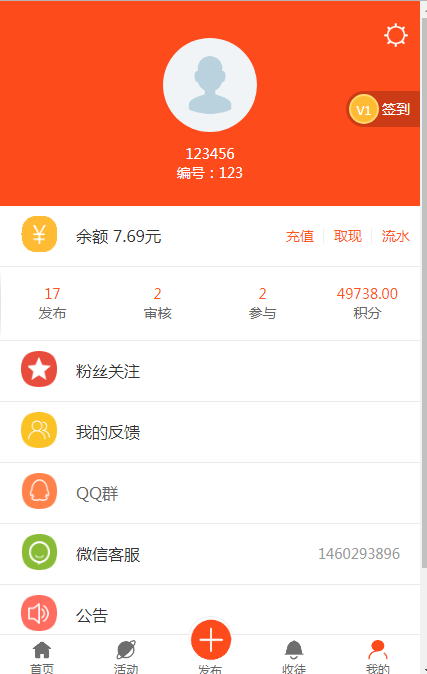 V1 签到
123456
编号：123
¥ 余额 7.69元 充值 取现 流水
17 2 2 49738.00
发布 审核 参与 积分
粉丝关注
我的反馈
QQ群
微信客服 1460293896
公告
首页 活动 发布 收徒 我的